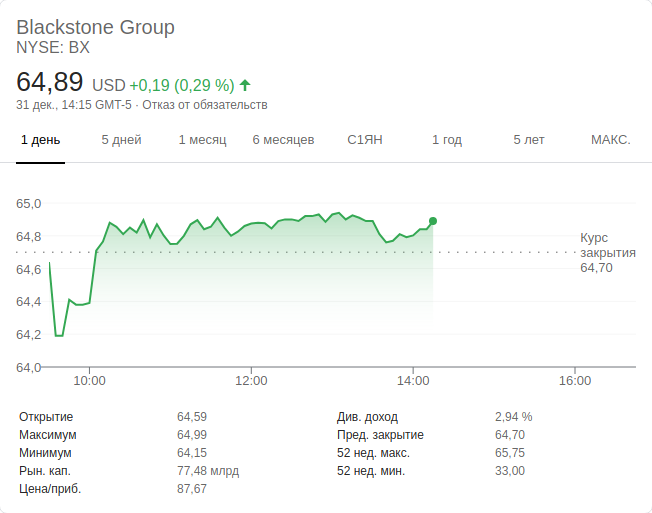 Blackstone Group
NYSE: BX
64,89 USD +0,19 (0,29 %)
31 дек., 14:15 GMT-5 · Отказ от обязательств
1 день 5 дней 1 месяц 6 месяцев С1ЯН 1 год 5 лет МАКС.
65,0
64,8
64,6
64,4
64,2
64,0
Курс
закрытия
64,70
10:00 12:00 14:00 16:00
Открытие 64,59 Див. доход 2,94 %
Максимум 64,99 Пред. закрытие 64,70
Минимум 64,15 52 нед. макс. 65,75
Рын. кап. 77,48 млрд 52 нед. мин. 33,00
Цена/приб. 87,67